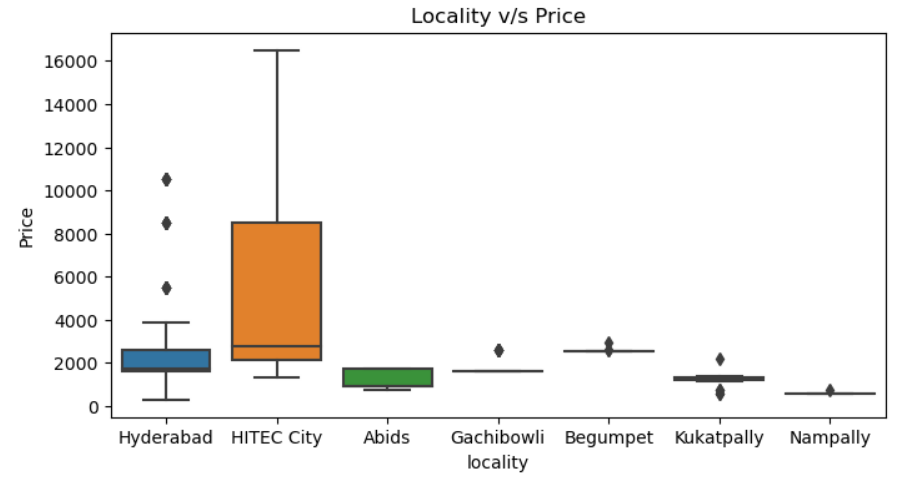 Locality v/s Price
Price
16000
14000
12000
10000
8000
6000
4000
2000
0
Hyderabad HITEC City Abids Gachibowli Begumpet Kukatpally Nampally
locality